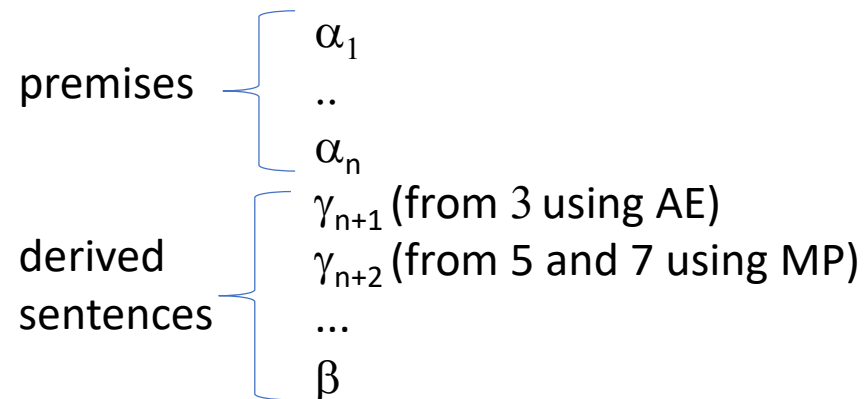 premises
α₁
..
αₙ
derived
sentences
γₙ₊₁ (from 3 using AE)
γₙ₊₂ (from 5 and 7 using MP)
...
β